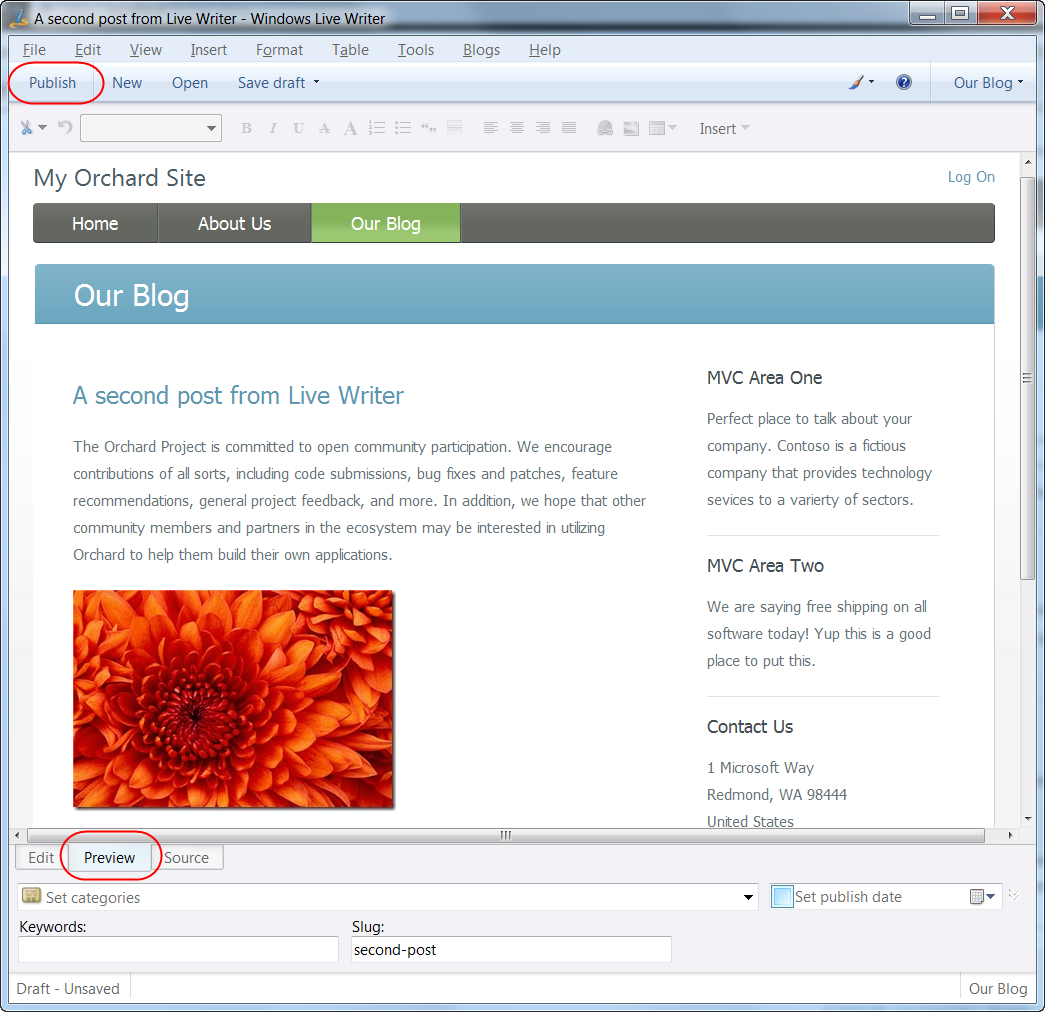 A second post from Live Writer - Windows Live Writer
File Edit View Insert Format Table Tools Blogs Help
Publish New Open Save draft Our Blog
B I U A A Insert
My Orchard Site Log On
Home About Us Our Blog
Our Blog
A second post from Live Writer
The Orchard Project is committed to open community participation. We encourage
contributions of all sorts, including code submissions, bug fixes and patches, feature
recommendations, general project feedback, and more. In addition, we hope that other
community members and partners in the ecosystem may be interested in utilizing
Orchard to help them build their own applications.
MVC Area One
Perfect place to talk about your
company. Contoso is a fictious
company that provides technology
sevices to a varierty of sectors.
MVC Area Two
We are saying free shipping on all
software today! Yup this is a good
place to put this.
Contact Us
1 Microsoft Way
Redmond, WA 98444
United States
Edit Preview Source
Set categories Set publish date
Keywords: Slug:
second-post
Draft - Unsaved Our Blog